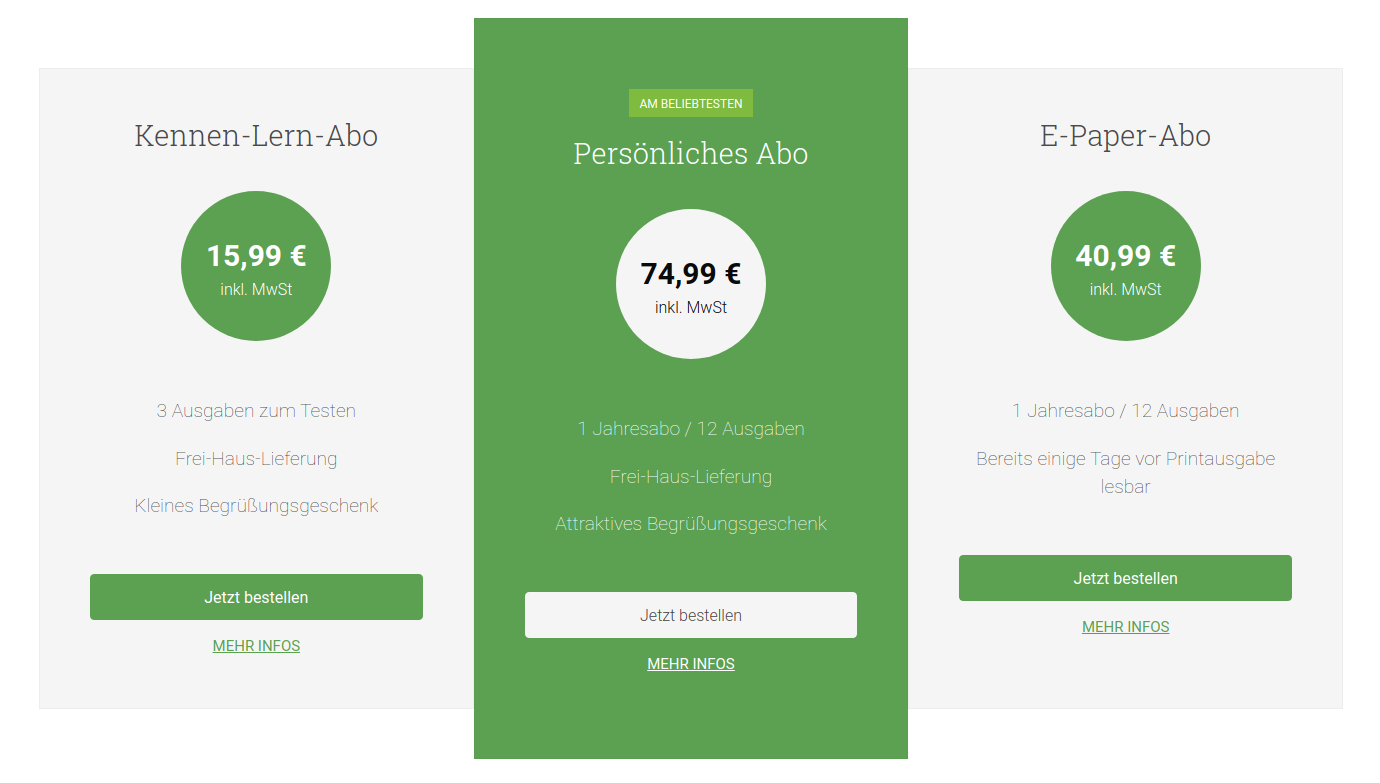 Kennen-Lern-Abo
15,99 €
inkl. MwSt
3 Ausgaben zum Testen
Frei-Haus-Lieferung
Kleines Begrüßungsgeschenk
Jetzt bestellen
MEHR INFOS
AM BELIEBTESTEN
Persönliches Abo
74,99 €
inkl. MwSt
1 Jahresabo / 12 Ausgaben
Frei-Haus-Lieferung
Attraktives Begrüßungsgeschenk
Jetzt bestellen
MEHR INFOS
E-Paper-Abo
40,99 €
inkl. MwSt
1 Jahresabo / 12 Ausgaben
Bereits einige Tage vor Printausgabe
lesbar
Jetzt bestellen
MEHR INFOS